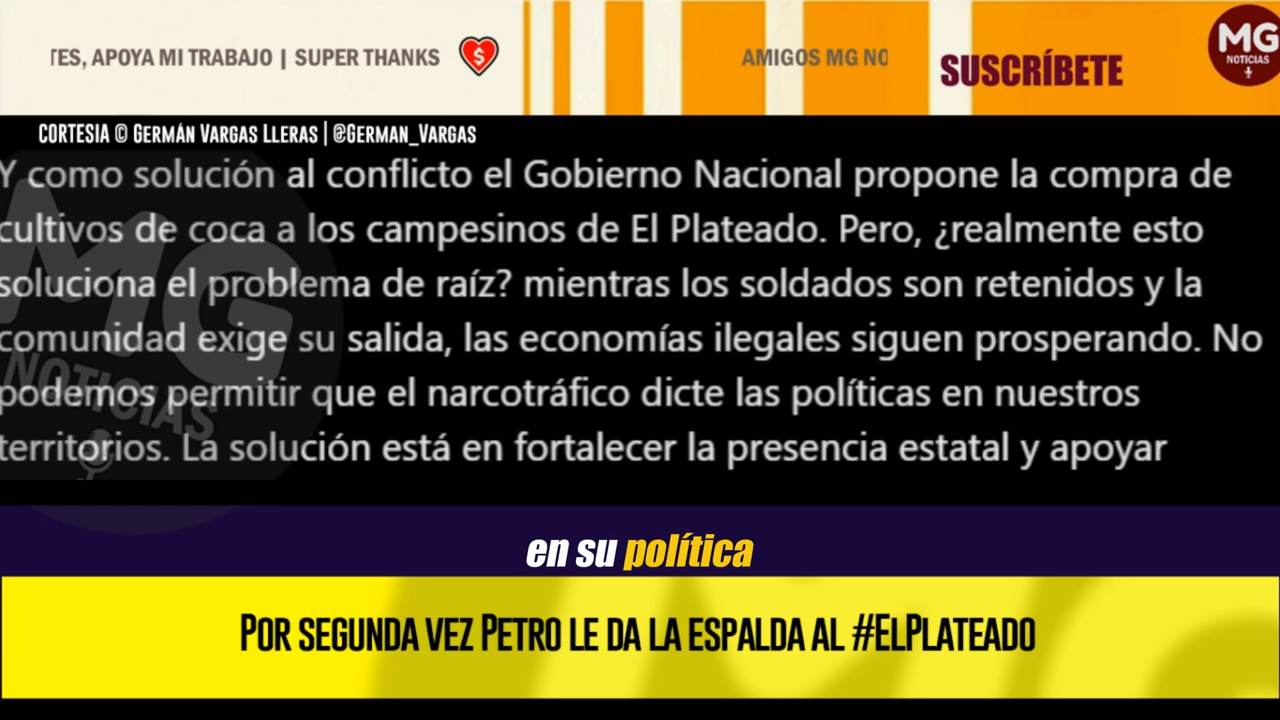 TES, APOYA MI TRABAJO | SUPER THANKS
$
AMIGOS MG NO
SUSCRÍBETE
MG
NOTICIAS
CORTESIA © GERMÁN VARGAS LLERAS | @GERMAN_VARGAS
Y como solución al conflicto el Gobierno Nacional propone la compra de
cultivos de coca a los campesinos de El Plateado. Pero, ¿realmente esto
soluciona el problema de raíz? mientras los soldados son retenidos y la
comunidad exige su salida, las economías ilegales siguen prosperando. No
podemos permitir que el narcotráfico dicte las políticas en nuestros
territorios. La solución está en fortalecer la presencia estatal y apoyar
MG
NOTICIAS
en su política
POR SEGUNDA VEZ PETRO LE DA LA ESPALDA AL #ELPLATEADO